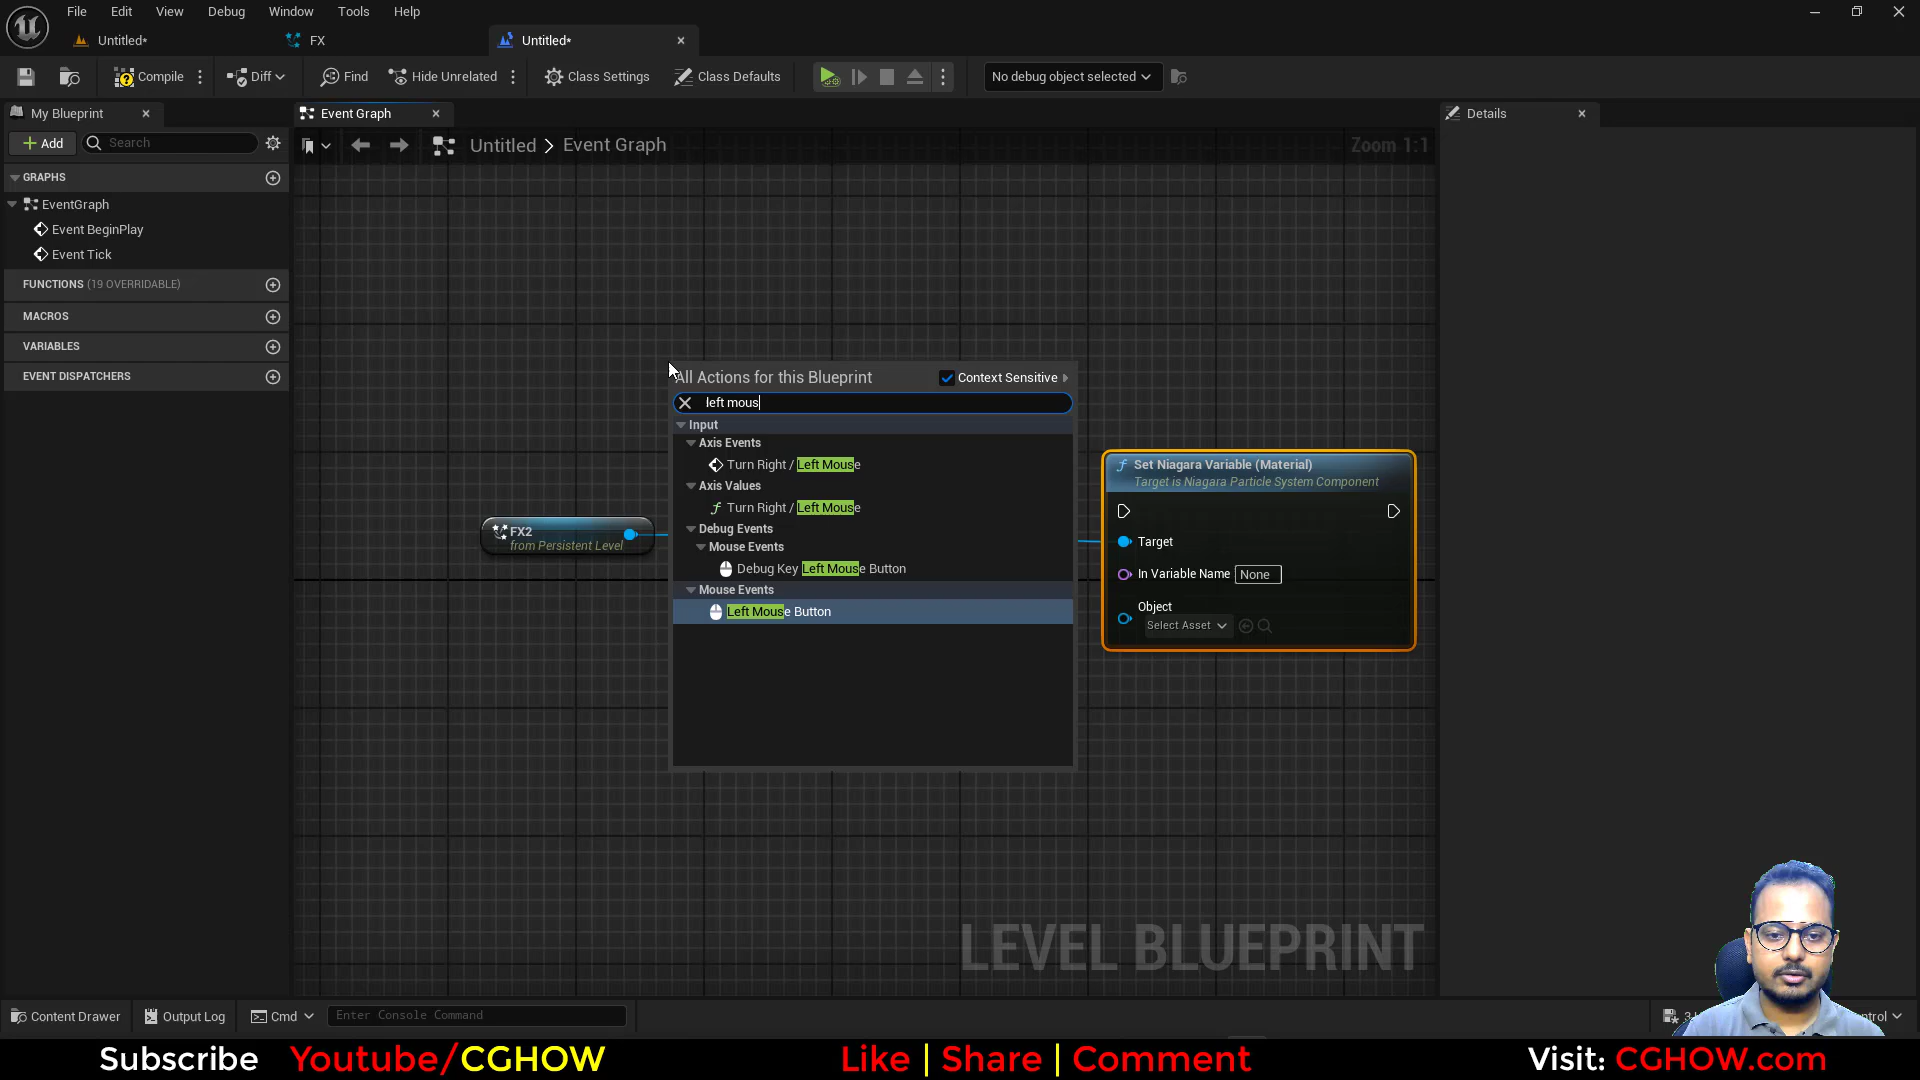 File Edit View Debug Window Tools Help
Untitled* FX Untitled*
Compile Diff Find Hide Unrelated Class Settings Class Defaults No debug object selected
My Blueprint Event Graph Details
Add Search Untitled > Event Graph Zoom 1:1
GRAPHS
EventGraph
Event BeginPlay
Event Tick
FUNCTIONS (19 OVERRIDABLE)
MACROS
VARIABLES
EVENT DISPATCHERS
All Actions for this Blueprint Context Sensitive
left mous
Input
Axis Events
Turn Right / Left Mouse
Axis Values
Turn Right / Left Mouse
Debug Events
Mouse Events
Debug Key Left Mouse Button
Mouse Events
Left Mouse Button
FX2
from Persistent Level
Set Niagara Variable (Material)
Target is Niagara Particle System Component
Target
In Variable Name None
Object
Select Asset
LEVEL BLUEPRINT
Content Drawer Output Log Cmd Enter Console Command
Subscribe Youtube/CGHOW Like | Share | Comment Visit: CGHOW.com